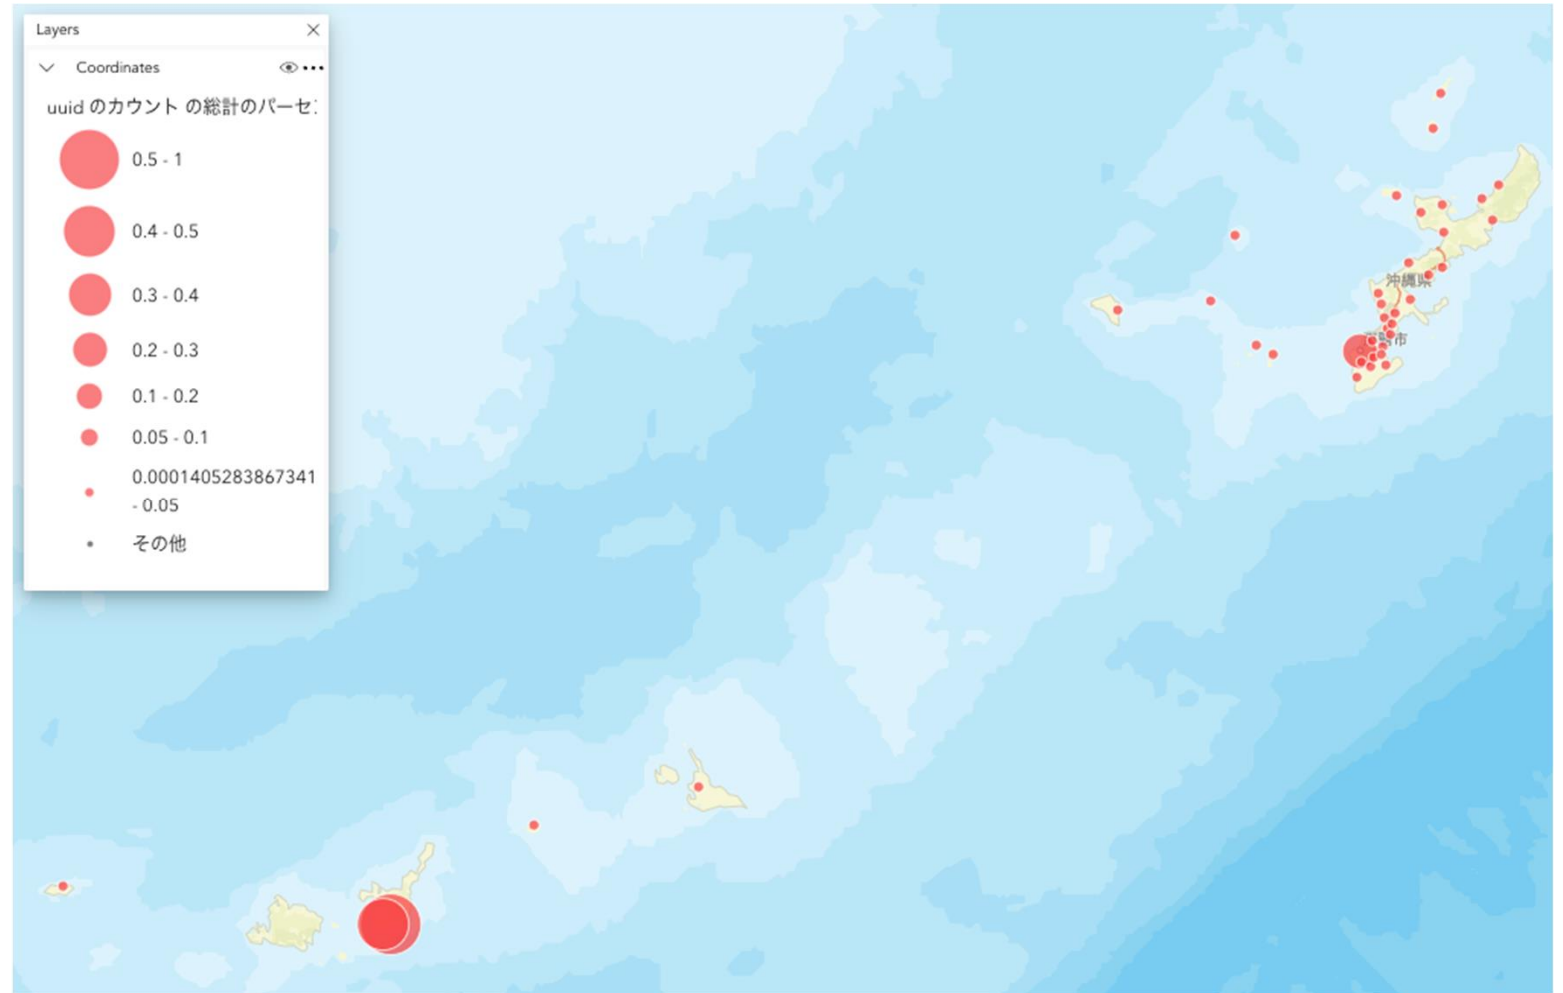 Layers
Coordinates
uuid のカウント の総計のパーセ
0.5 - 1
0.4 - 0.5
0.3 - 0.4
0.2 - 0.3
0.1 - 0.2
0.05 - 0.1
0.0001405283867341
- 0.05
その他
沖縄県
市